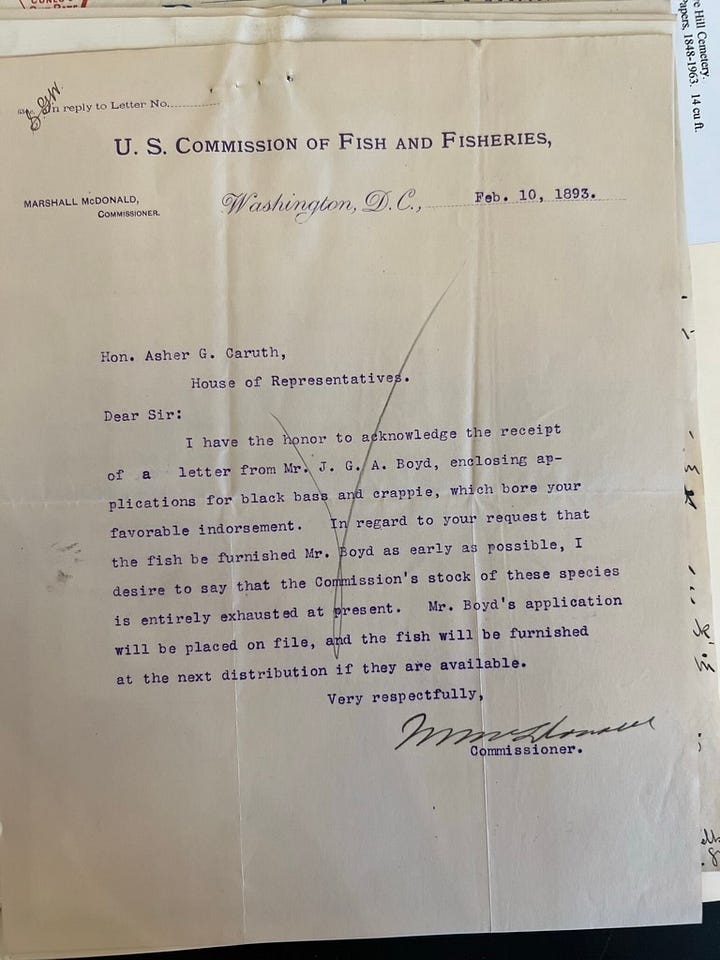 In reply to Letter No.
U. S. COMMISSION OF FISH AND FISHERIES,
MARSHALL McDONALD,
COMMISSIONER.
Washington, D.C., Feb. 10, 1893.
Hon. Asher G. Caruth,
House of Representatives.
Dear Sir:
I have the honor to acknowledge the receipt
of a letter from Mr. J. G. A. Boyd, enclosing ap-
plications for black bass and crappie, which bore your
favorable indorsement. In regard to your request that
the fish be furnished Mr. Boyd as early as possible, I
desire to say that the Commission's stock of these species
is entirely exhausted at present. Mr. Boyd's application
will be placed on file, and the fish will be furnished
at the next distribution if they are available.
Very respectfully,
M McDonald
Commissioner.
Hill Cemetery.
Papers, 1848-1963. 14 cu ft.